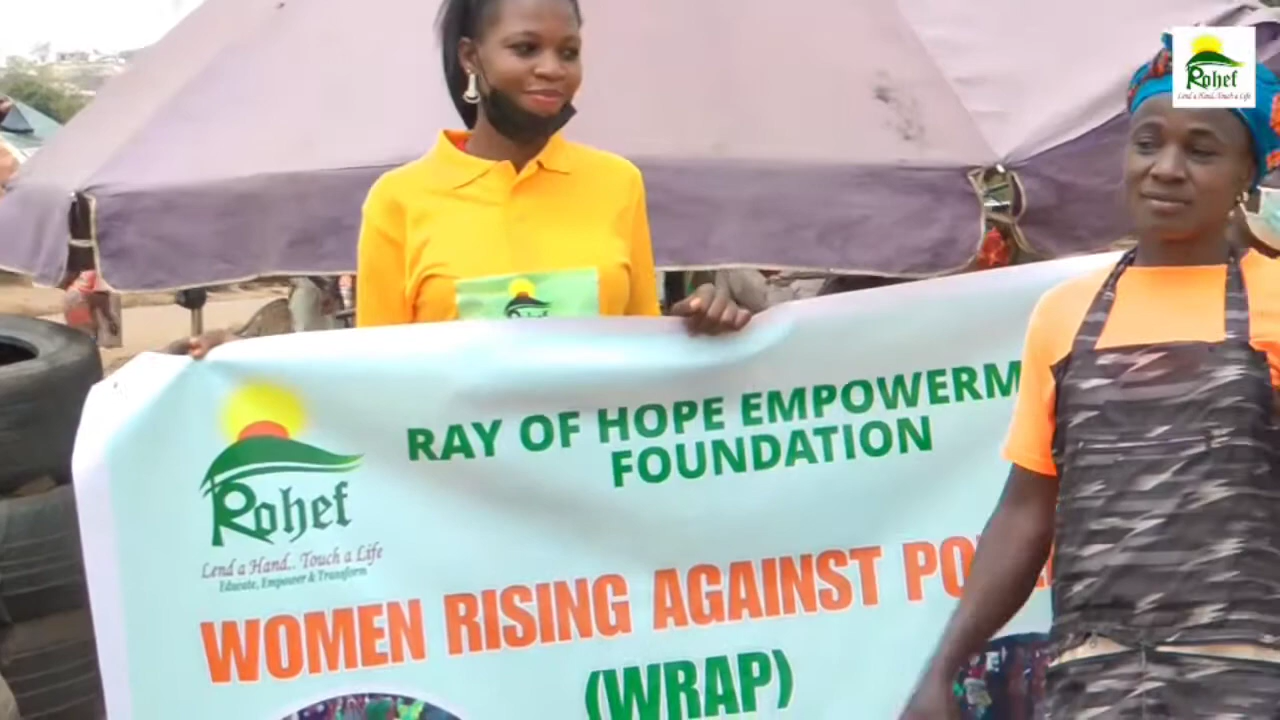 Rohef
Lend a Hand.. Touch a Life
Rohef
RAY OF HOPE EMPOWERM
FOUNDATION
Rohef
Lend a Hand.. Touch a Life
Educate, Empower & Transform
WOMEN RISING AGAINST PO
(WRAP)